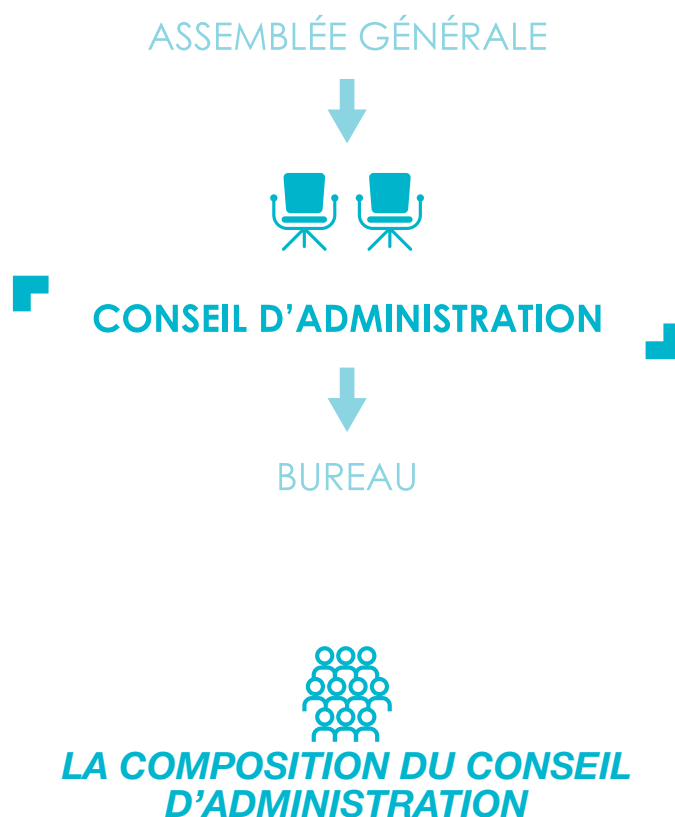 ASSEMBLÉE GÉNÉRALE
CONSEIL D'ADMINISTRATION
BUREAU
LA COMPOSITION DU CONSEIL
D'ADMINISTRATION